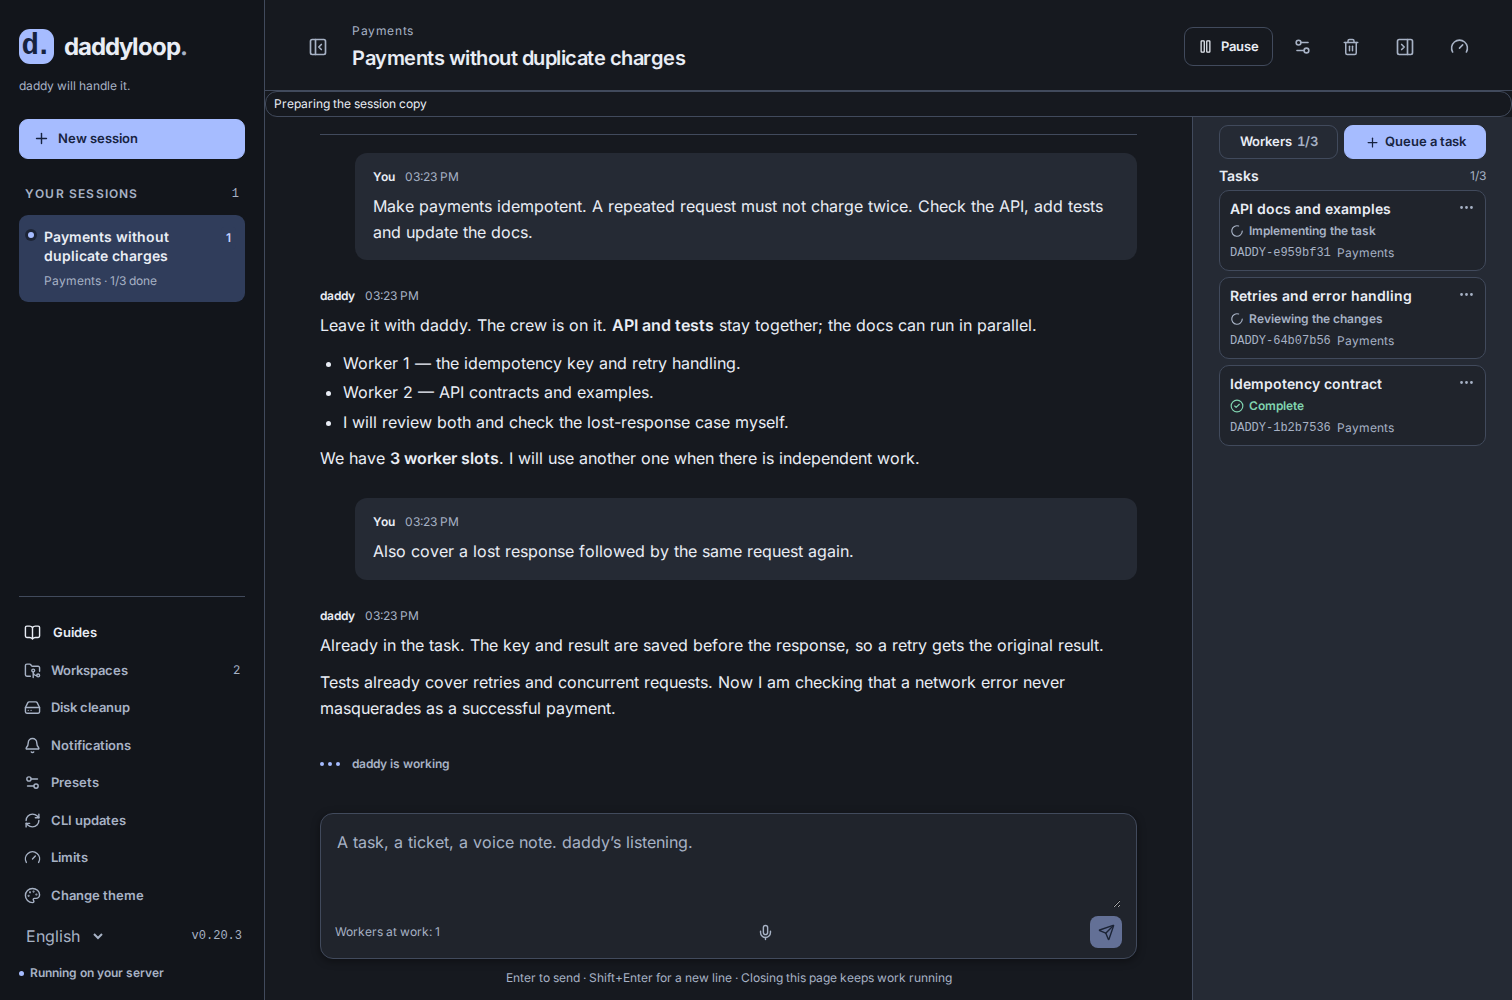 d. daddyloop.
daddy will handle it.
New session
YOUR SESSIONS 1
Payments without 1
duplicate charges
Payments · 1/3 done
Guides
Workspaces 2
Disk cleanup
Notifications
Presets
CLI updates
Limits
Change theme
English v0.20.3
Running on your server
Payments
Payments without duplicate charges
Pause
Preparing the session copy
You 03:23 PM
Make payments idempotent. A repeated request must not charge twice. Check the API, add tests
and update the docs.
daddy 03:23 PM
Leave it with daddy. The crew is on it. API and tests stay together; the docs can run in parallel.
• Worker 1 — the idempotency key and retry handling.
• Worker 2 — API contracts and examples.
• I will review both and check the lost-response case myself.
We have 3 worker slots. I will use another one when there is independent work.
You 03:23 PM
Also cover a lost response followed by the same request again.
daddy 03:23 PM
Already in the task. The key and result are saved before the response, so a retry gets the original result.
Tests already cover retries and concurrent requests. Now I am checking that a network error never
masquerades as a successful payment.
daddy is working
A task, a ticket, a voice note. daddy’s listening.
Workers at work: 1
Enter to send · Shift+Enter for a new line · Closing this page keeps work running
Workers 1/3
Queue a task
Tasks 1/3
API docs and examples
Implementing the task
DADDY-e959bf31 Payments
Retries and error handling
Reviewing the changes
DADDY-64b07b56 Payments
Idempotency contract
Complete
DADDY-1b2b7536 Payments